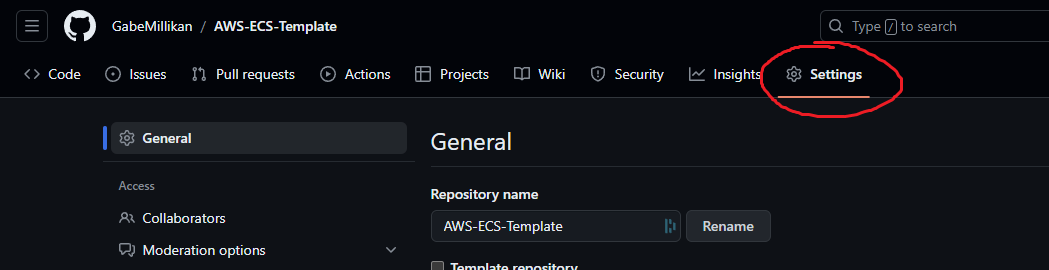 GabeMillikan / AWS-ECS-Template
Type / to search
Code Issues Pull requests Actions Projects Wiki Security Insights Settings
General
General
Access
Repository name
Collaborators
AWS-ECS-Template Rename
Moderation options
Template repository